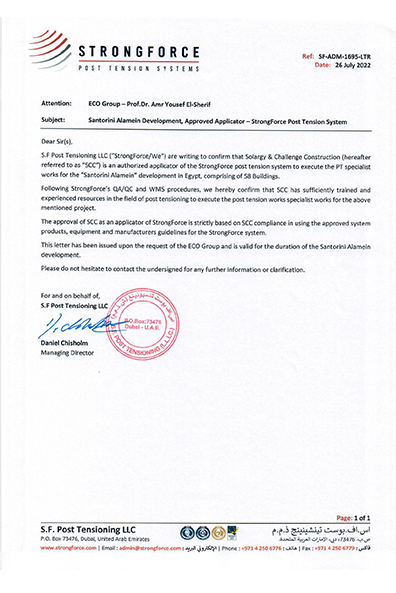 STRONGFORCE
POST TENSION SYSTEMS
Ref: SF-ADM-1695-LTR
Date: 26 July 2022
Attention: ECO Group – Prof.Dr. Amr Yousef El-Sherif
Subject: Santorini Alamein Development, Approved Applicator – StrongForce Post Tension System
Dear Sir(s),
S.F Post Tensioning LLC ("StrongForce/We") are writing to confirm that Solargy & Challenge Construction (hereafter
referred to as "SCC") is an authorized applicator of the StrongForce post tension system to execute the PT specialist
works for the "Santorini Alamein" development in Egypt, comprising of 58 Buildings.
Following StrongForce's QA/QC and WMS procedures, we hereby confirm that SCC has sufficiently trained and
experienced resources in the field of post tensioning to execute the post tension works specialist works for the above
mentioned project.
The approval of SCC as an applicator of StrongForce is strictly based on SCC compliance in using the approved system
products, equipment and manufacturers guidelines for the StrongForce system.
This letter has been issued upon the request of the ECO Group and is valid for the duration of the Santorini Alamein
development.
Please do not hesitate to contact the undersigned for any further information or clarification.
For and on behalf of,
S.F Post Tensioning LLC
P.O.Box:73476
Dubai - U.A.E.
S.F. POST TENSIONING (L.L.C)
Daniel Chisholm
Managing Director
Page: 1 of 1
S.F. Post Tensioning LLC
اس.اف.بوست تينشينينج ذ.م.م
P.O. Box 73476, Dubai, United Arab Emirates
ص.ب. ٧٣٤٧٦، دبي، الإمارات العربية المتحدة
www.strongforce.com | Email : admin@strongforce.com : الإلكتروني البريد | Phone : +971 4 250 6776 : هاتف | Fax : +971 4 250 6779 : فاكس